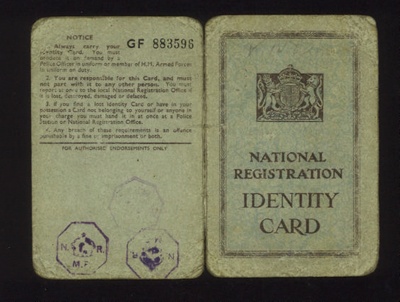 NOTICE
GF 883596
1. Always carry your
Identity Card. You must
produce it on demand by a
Police Officer in uniform or member of H.M. Armed Forces
in uniform on duty.
2. You are responsible for this Card, and must
not part with it to any other person. You must
report at once to the local National Registration Office if
it is lost, destroyed, damaged or defaced.
3. If you find a lost Identity Card or have in your
possession a Card not belonging to yourself or anyone in
your charge you must hand it in at once at a Police
Station or National Registration Office.
4. Any breach of these requirements is an offence
punishable by a fine or imprisonment or both.
FOR AUTHORISED ENDORSEMENTS ONLY
N. R.
M.F.
N R
NATIONAL
REGISTRATION
IDENTITY
CARD